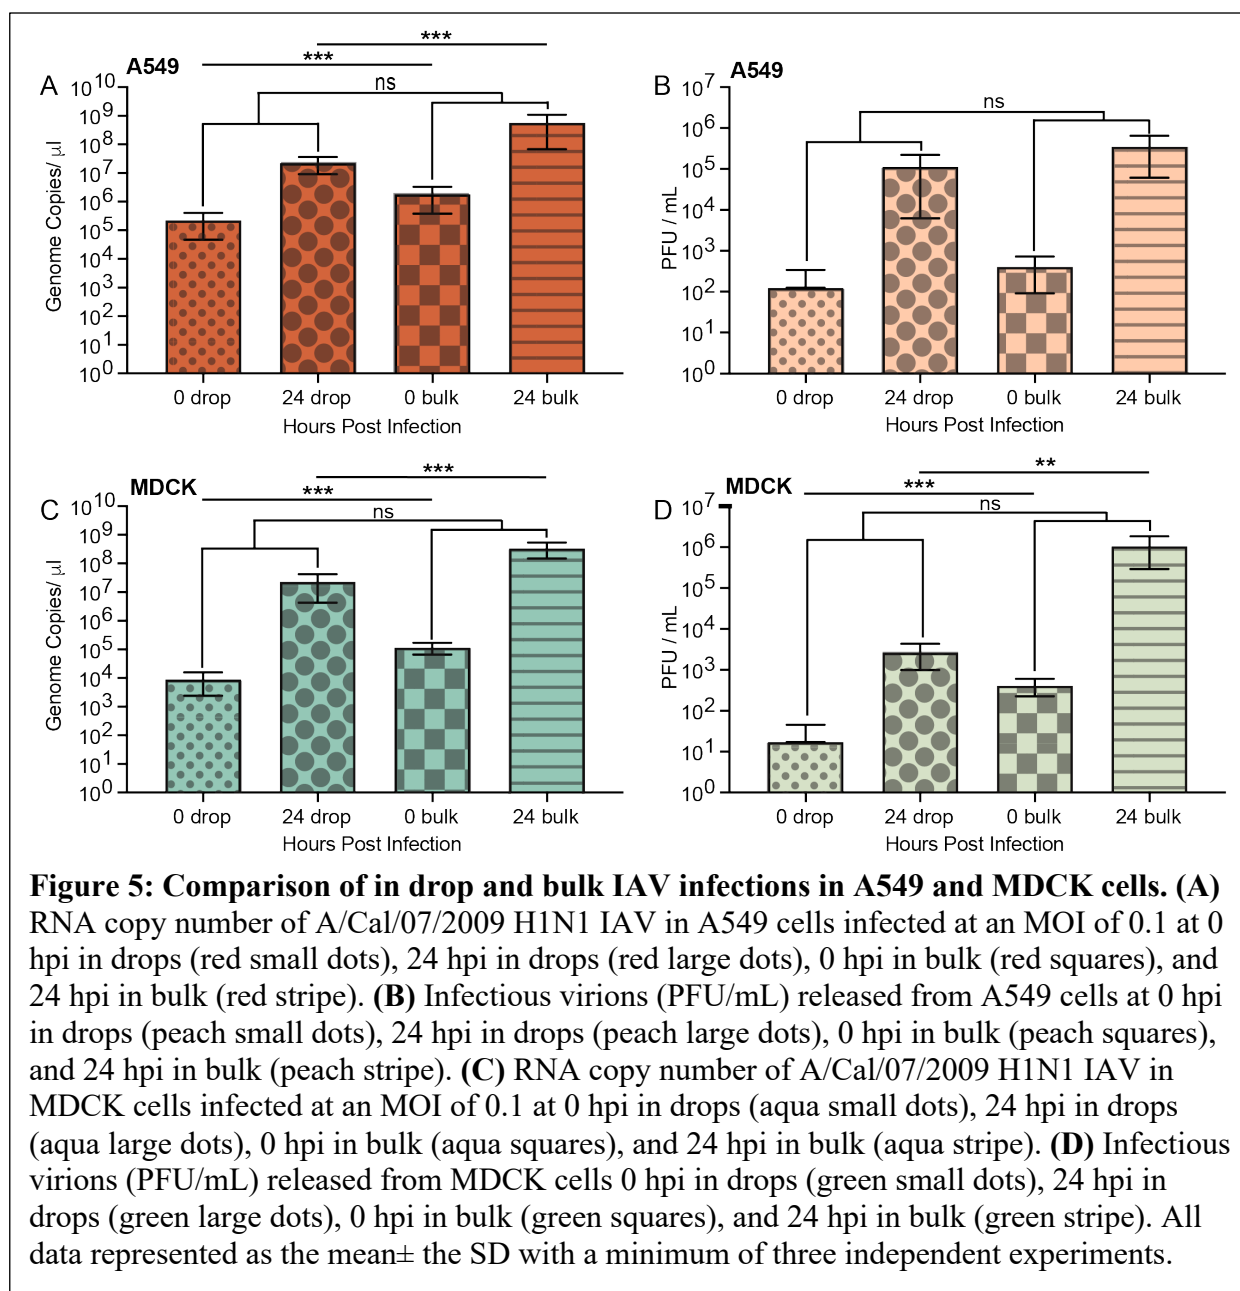 ***
***
A
A549
ns
Genome Copies/ µl
10^10
10^9
10^8
10^7
10^6
10^5
10^4
10^3
10^2
10^1
10^0
0 drop 24 drop 0 bulk 24 bulk
Hours Post Infection
B
A549
ns
PFU / mL
10^7
10^6
10^5
10^4
10^3
10^2
10^1
10^0
0 drop 24 drop 0 bulk 24 bulk
Hours Post Infection
***
***
C
MDCK
ns
Genome Copies/ µl
10^10
10^9
10^8
10^7
10^6
10^5
10^4
10^3
10^2
10^1
10^0
0 drop 24 drop 0 bulk 24 bulk
Hours Post Infection
**
***
D
MDCK
ns
PFU / mL
10^7
10^6
10^5
10^4
10^3
10^2
10^1
10^0
0 drop 24 drop 0 bulk 24 bulk
Hours Post Infection
Figure 5: Comparison of in drop and bulk IAV infections in A549 and MDCK cells. (A)
RNA copy number of A/Cal/07/2009 H1N1 IAV in A549 cells infected at an MOI of 0.1 at 0
hpi in drops (red small dots), 24 hpi in drops (red large dots), 0 hpi in bulk (red squares), and
24 hpi in bulk (red stripe). (B) Infectious virions (PFU/mL) released from A549 cells at 0 hpi
in drops (peach small dots), 24 hpi in drops (peach large dots), 0 hpi in bulk (peach squares),
and 24 hpi in bulk (peach stripe). (C) RNA copy number of A/Cal/07/2009 H1N1 IAV in
MDCK cells infected at an MOI of 0.1 at 0 hpi in drops (aqua small dots), 24 hpi in drops
(aqua large dots), 0 hpi in bulk (aqua squares), and 24 hpi in bulk (aqua stripe). (D) Infectious
virions (PFU/mL) released from MDCK cells 0 hpi in drops (green small dots), 24 hpi in
drops (green large dots), 0 hpi in bulk (green squares), and 24 hpi in bulk (green stripe). All
data represented as the mean± the SD with a minimum of three independent experiments.